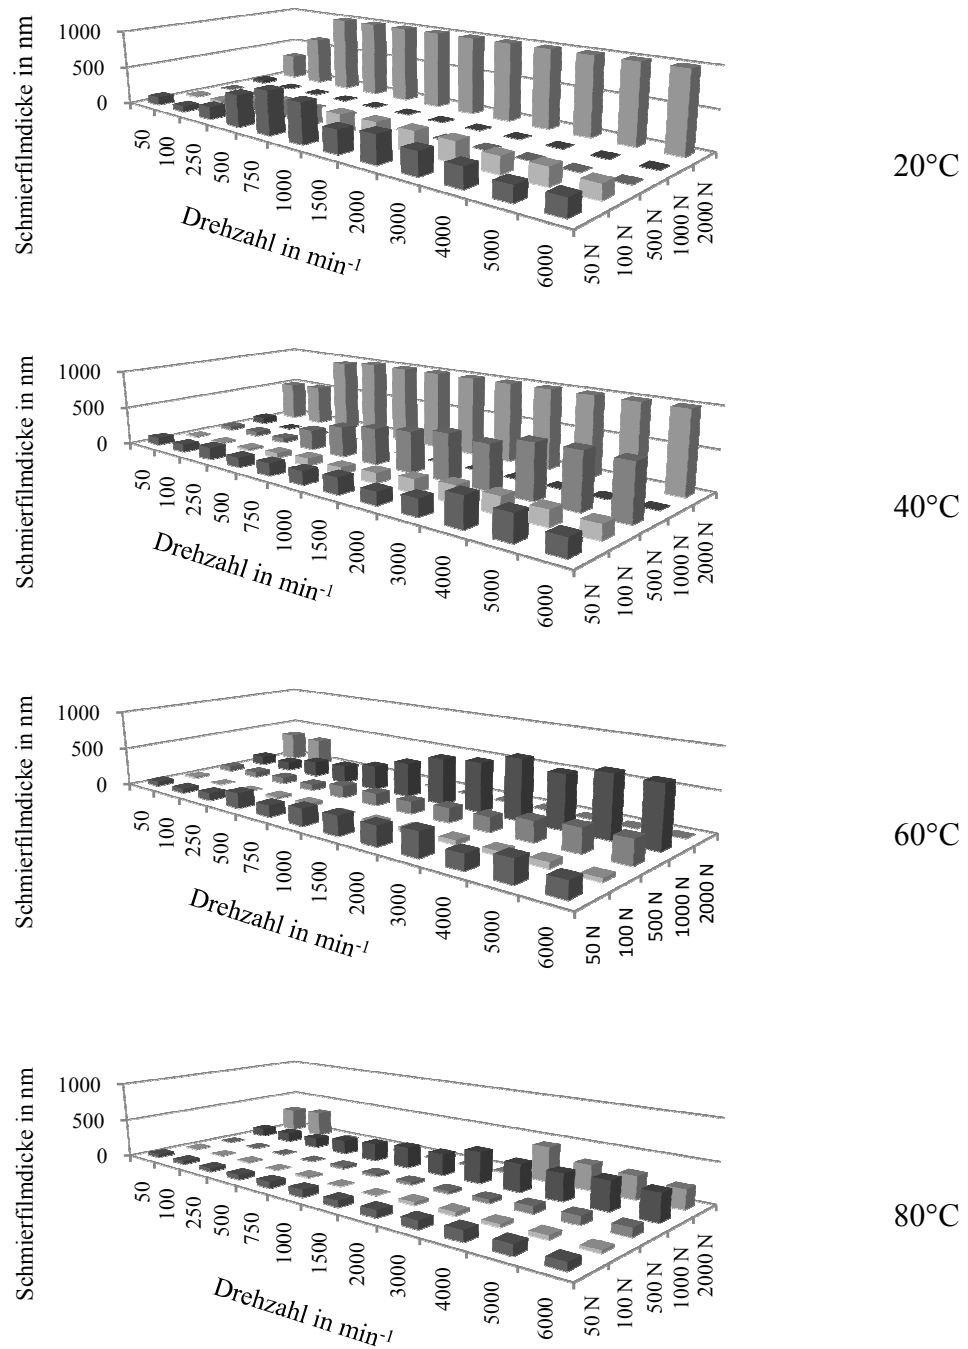 Schmierfilmdicke in nm
1000
500
0
50
100
250
500
750
1000
1500
2000
3000
4000
5000
6000
Drehzahl in min-1
50 N
100 N
500 N
1000 N
2000 N
20°C
Schmierfilmdicke in nm
1000
500
0
50
100
250
500
750
1000
1500
2000
3000
4000
5000
6000
Drehzahl in min-1
50 N
100 N
500 N
1000 N
2000 N
40°C
Schmierfilmdicke in nm
1000
500
0
50
100
250
500
750
1000
1500
2000
3000
4000
5000
6000
Drehzahl in min-1
50 N
100 N
500 N
10000 N
2000 N
60°C
Schmierfilmdicke in nm
1000
500
0
50
100
250
500
750
1000
1500
2000
3000
4000
5000
6000
Drehzahl in min-1
50 N
100 N
500 N
1000 N
2000 N
80°C